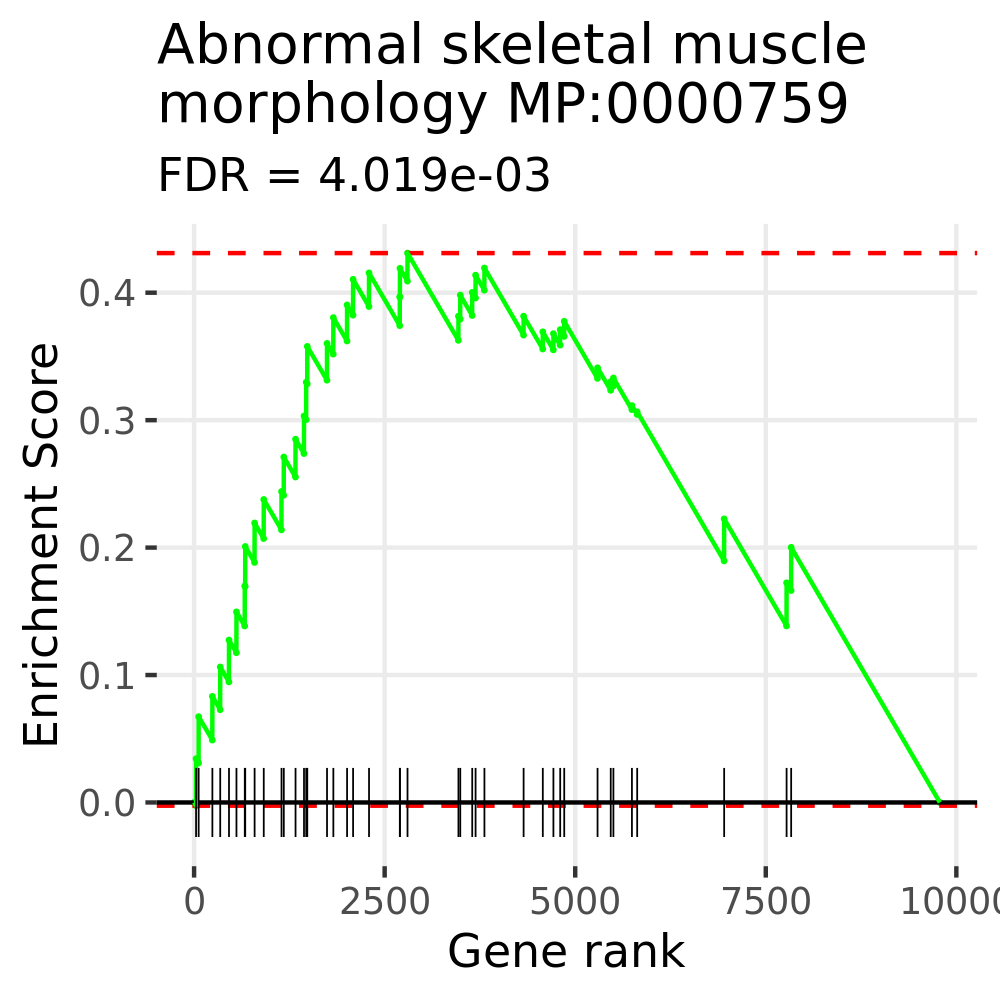 Abnormal skeletal muscle
morphology MP:0000759
FDR = 4.019e-03
Enrichment Score
0.4
0.3
0.2
0.1
0.0
0 2500 5000 7500 10000
Gene rank